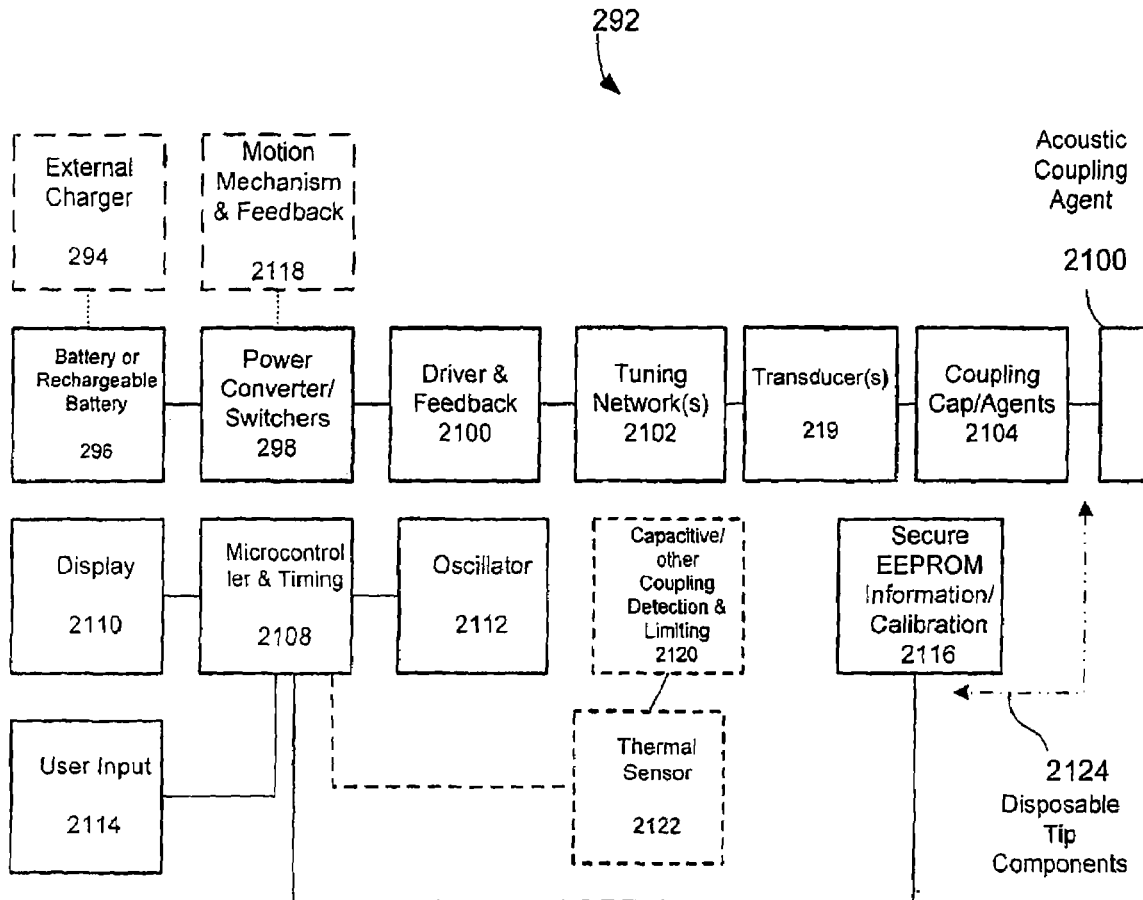 292
External
Charger
294
Motion
Mechanism
& Feedback
2118
Acoustic
Coupling
Agent
2100
Battery or
Rechargeable
Battery
296
Power
Converter/
Switchers
298
Driver &
Feedback
2100
Tuning
Network(s)
2102
Transducer(s)
219
Coupling
Cap/Agents
2104
Display
2110
Microcontrol
ler & Timing
2108
Oscillator
2112
Capacitive/
other
Coupling
Detection &
Limiting
2120
Secure
EEPROM
Information/
Calibration
2116
User Input
2114
Thermal
Sensor
2122
2124
Disposable
Tip
Components